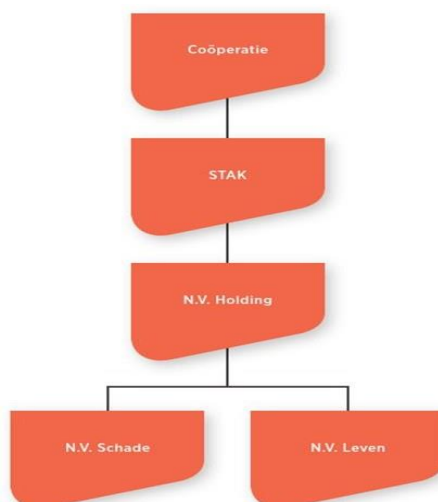 Coöperatie
STAK
N.V. Holding
N.V. Schade
N.V. Leven